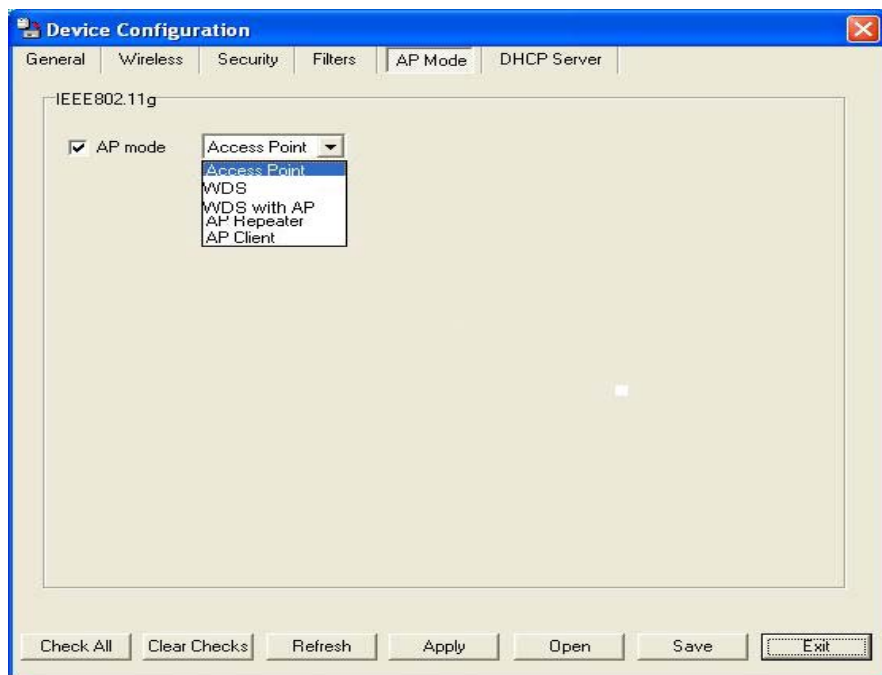 Device Configuration
General Wireless Security Filters AP Mode DHCP Server
IEEE802.11g
AP mode Access Point
Access Point
WDS
WDS with AP
AP Repeater
AP Client
Check All Clear Checks Refresh Apply Open Save Exit